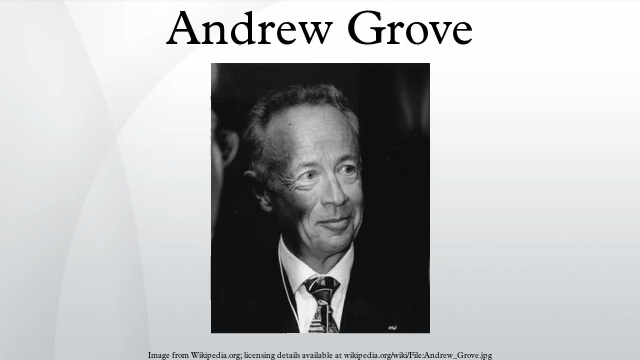 Andrew Grove
Image from Wikipedia.org; licensing details available at wikipedia.org/wiki/File:Andrew_Grove.jpg